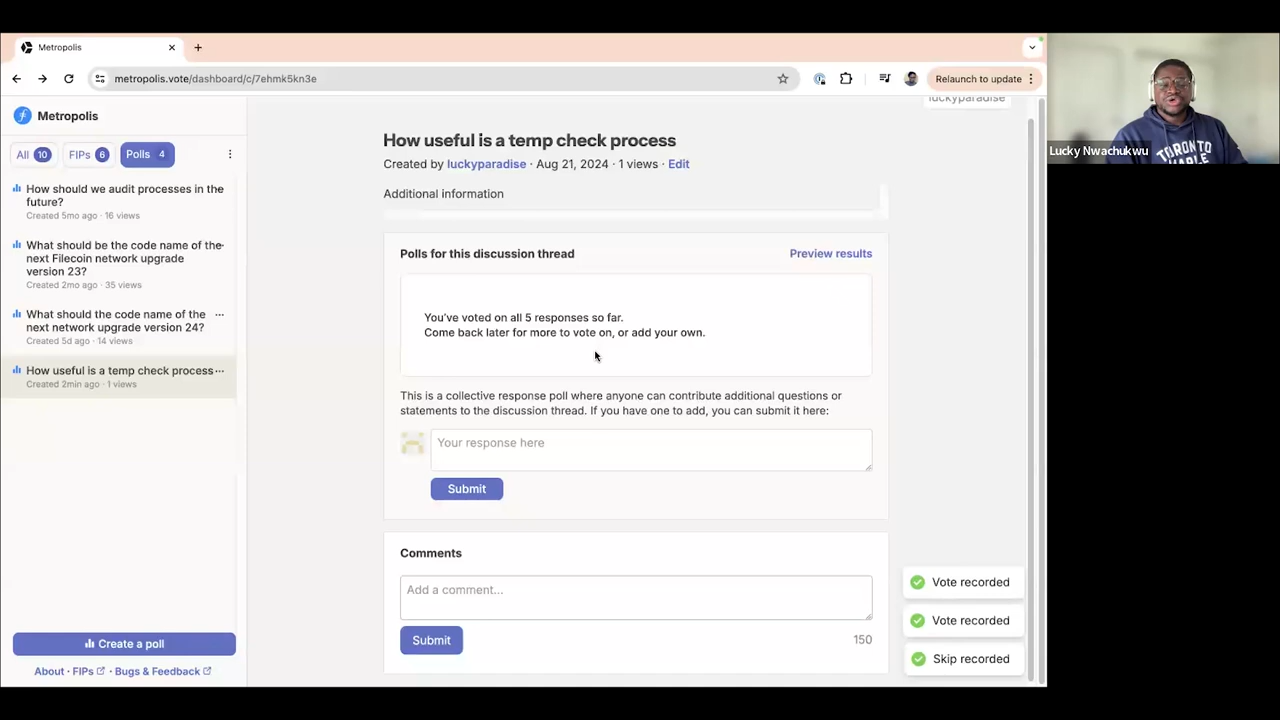 Metropolis
metropolis.vote/dashboard/c/7ehmk5kn3e
Relaunch to update
Metropolis
All 10
FIPs 6
Polls 4
How should we audit processes in the
future?
Created 5mo ago · 16 views
What should be the code name of the
next Filecoin network upgrade
version 23?
Created 2mo ago · 35 views
What should the code name of the
next network upgrade version 24?
Created 5d ago · 14 views
How useful is a temp check process
Created 2min ago · 1 views
Create a poll
About · FIPs · Bugs & Feedback
luckyparadise
How useful is a temp check process
Created by luckyparadise · Aug 21, 2024 · 1 views · Edit
Additional information
Polls for this discussion thread
Preview results
You've voted on all 5 responses so far.
Come back later for more to vote on, or add your own.
This is a collective response poll where anyone can contribute additional questions or
statements to the discussion thread. If you have one to add, you can submit it here:
Your response here
Submit
Comments
Add a comment...
Submit
150
Vote recorded
Vote recorded
Skip recorded
Lucky Nwachukwu
TORONTO